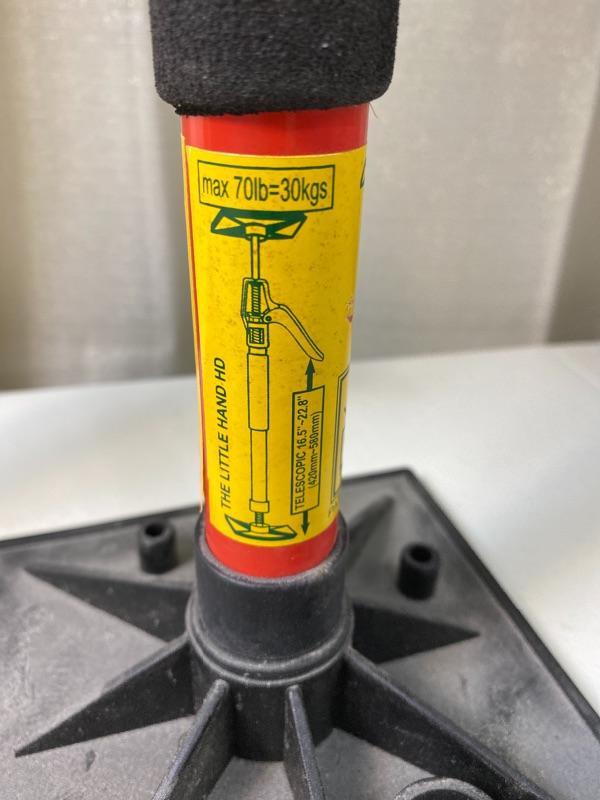 max 70lb=30kgs
THE LITTLE HAND HD
TELESCOPIC 16.5"~22.8"
(420mm~580mm)